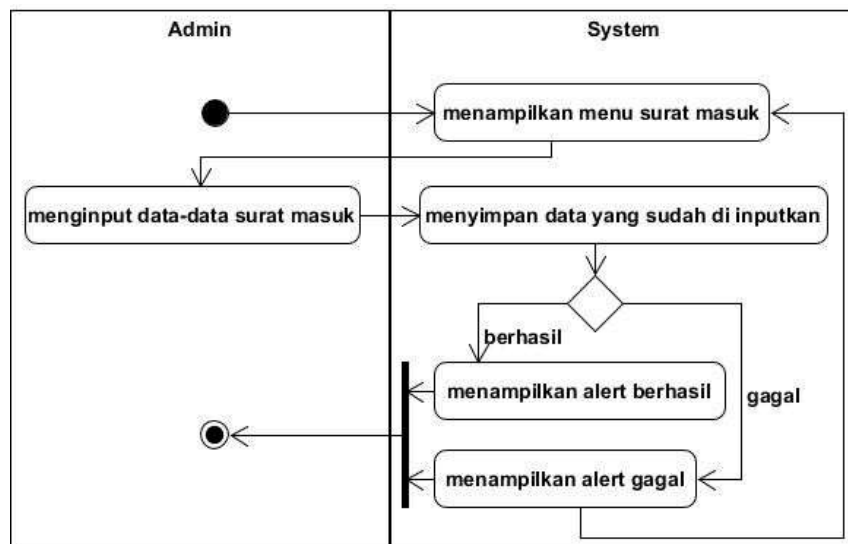 Admin
System
menampilkan menu surat masuk
menginput data-data surat masuk
menyimpan data yang sudah di inputkan
berhasil
menampilkan alert berhasil
gagal
menampilkan alert gagal